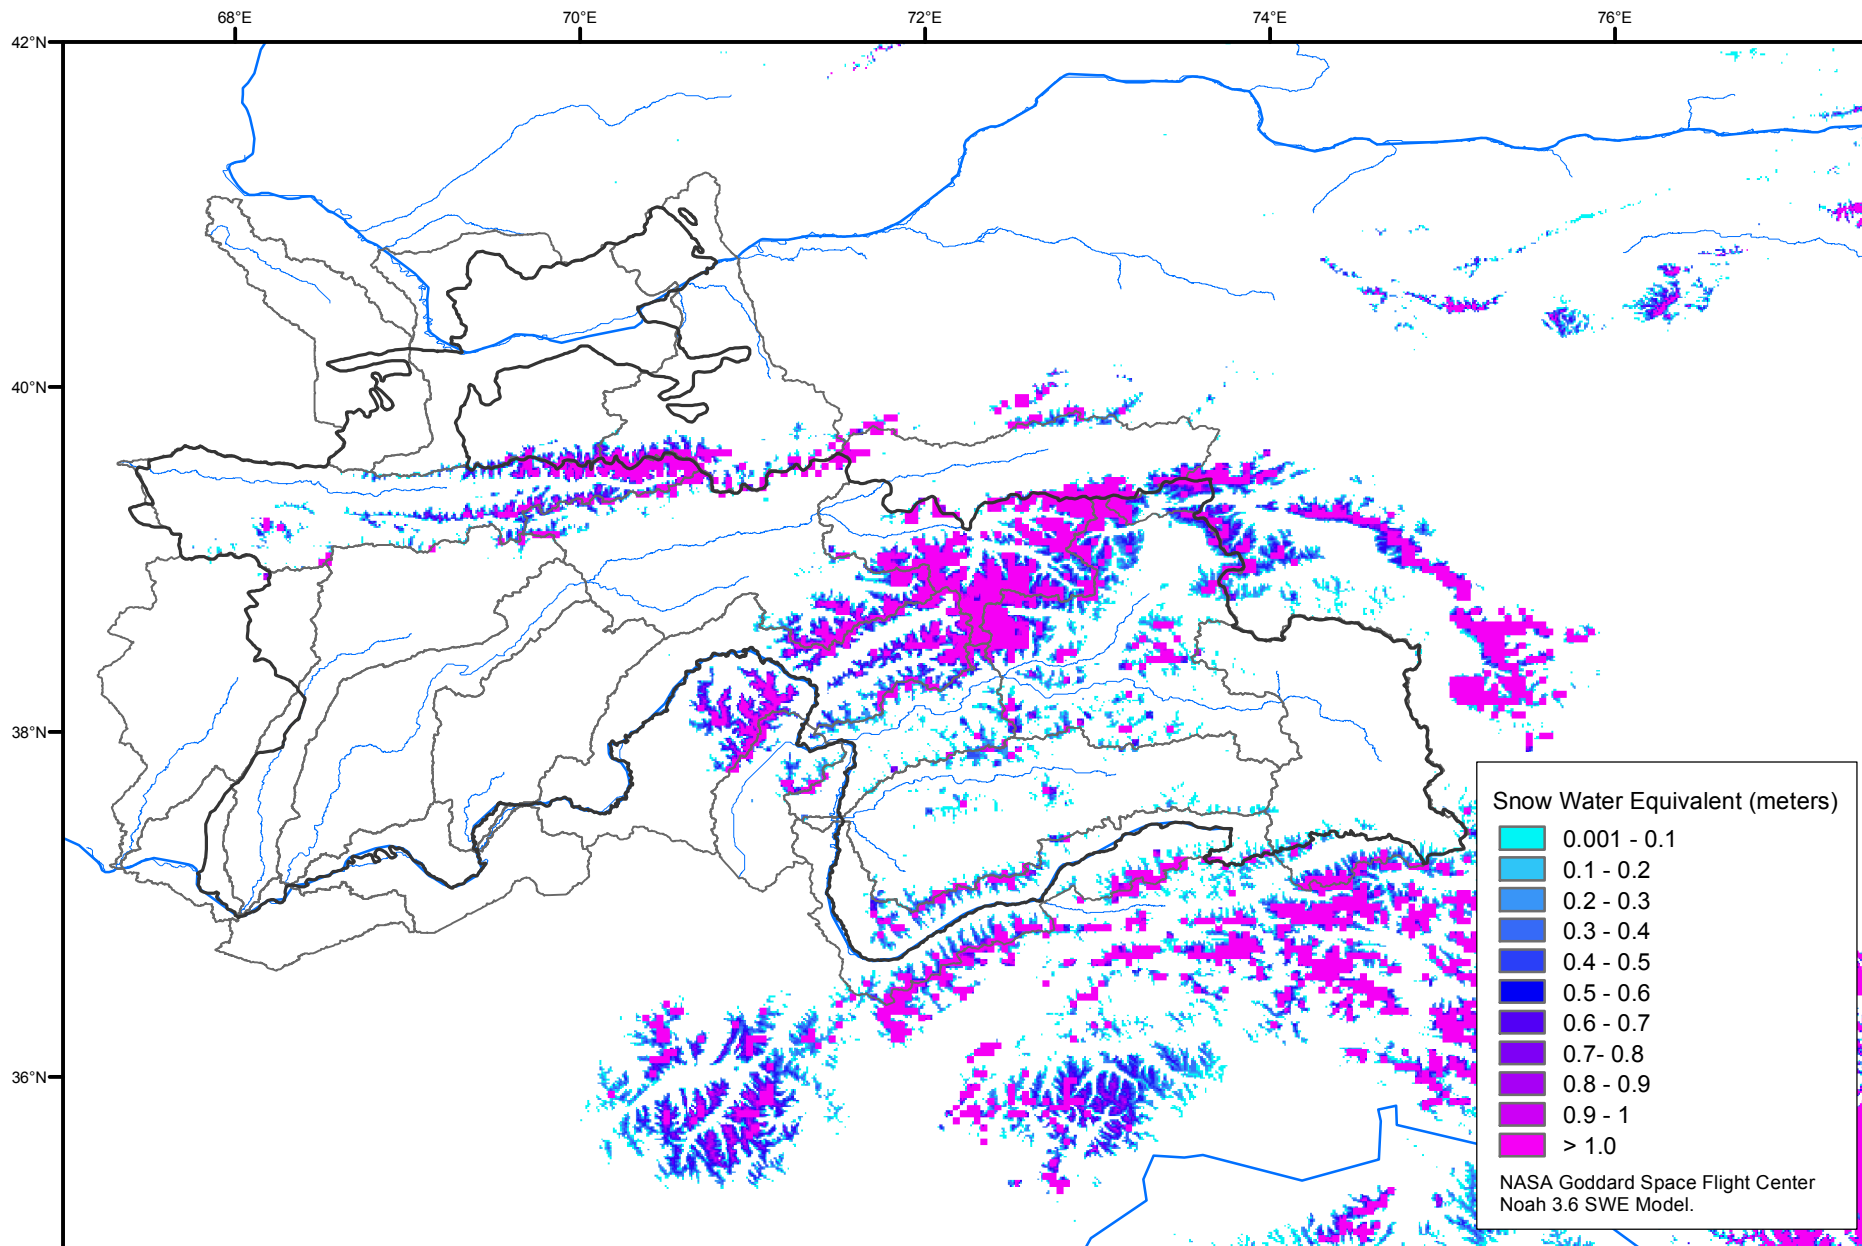 68°E
70°E
72°E
74°E
76°E
42°N
40°N
38°N
36°N
Snow Water Equivalent (meters)
0.001 - 0.1
0.1 - 0.2
0.2 - 0.3
0.3 - 0.4
0.4 - 0.5
0.5 - 0.6
0.6 - 0.7
0.7- 0.8
0.8 - 0.9
0.9 - 1
> 1.0
NASA Goddard Space Flight Center
Noah 3.6 SWE Model.